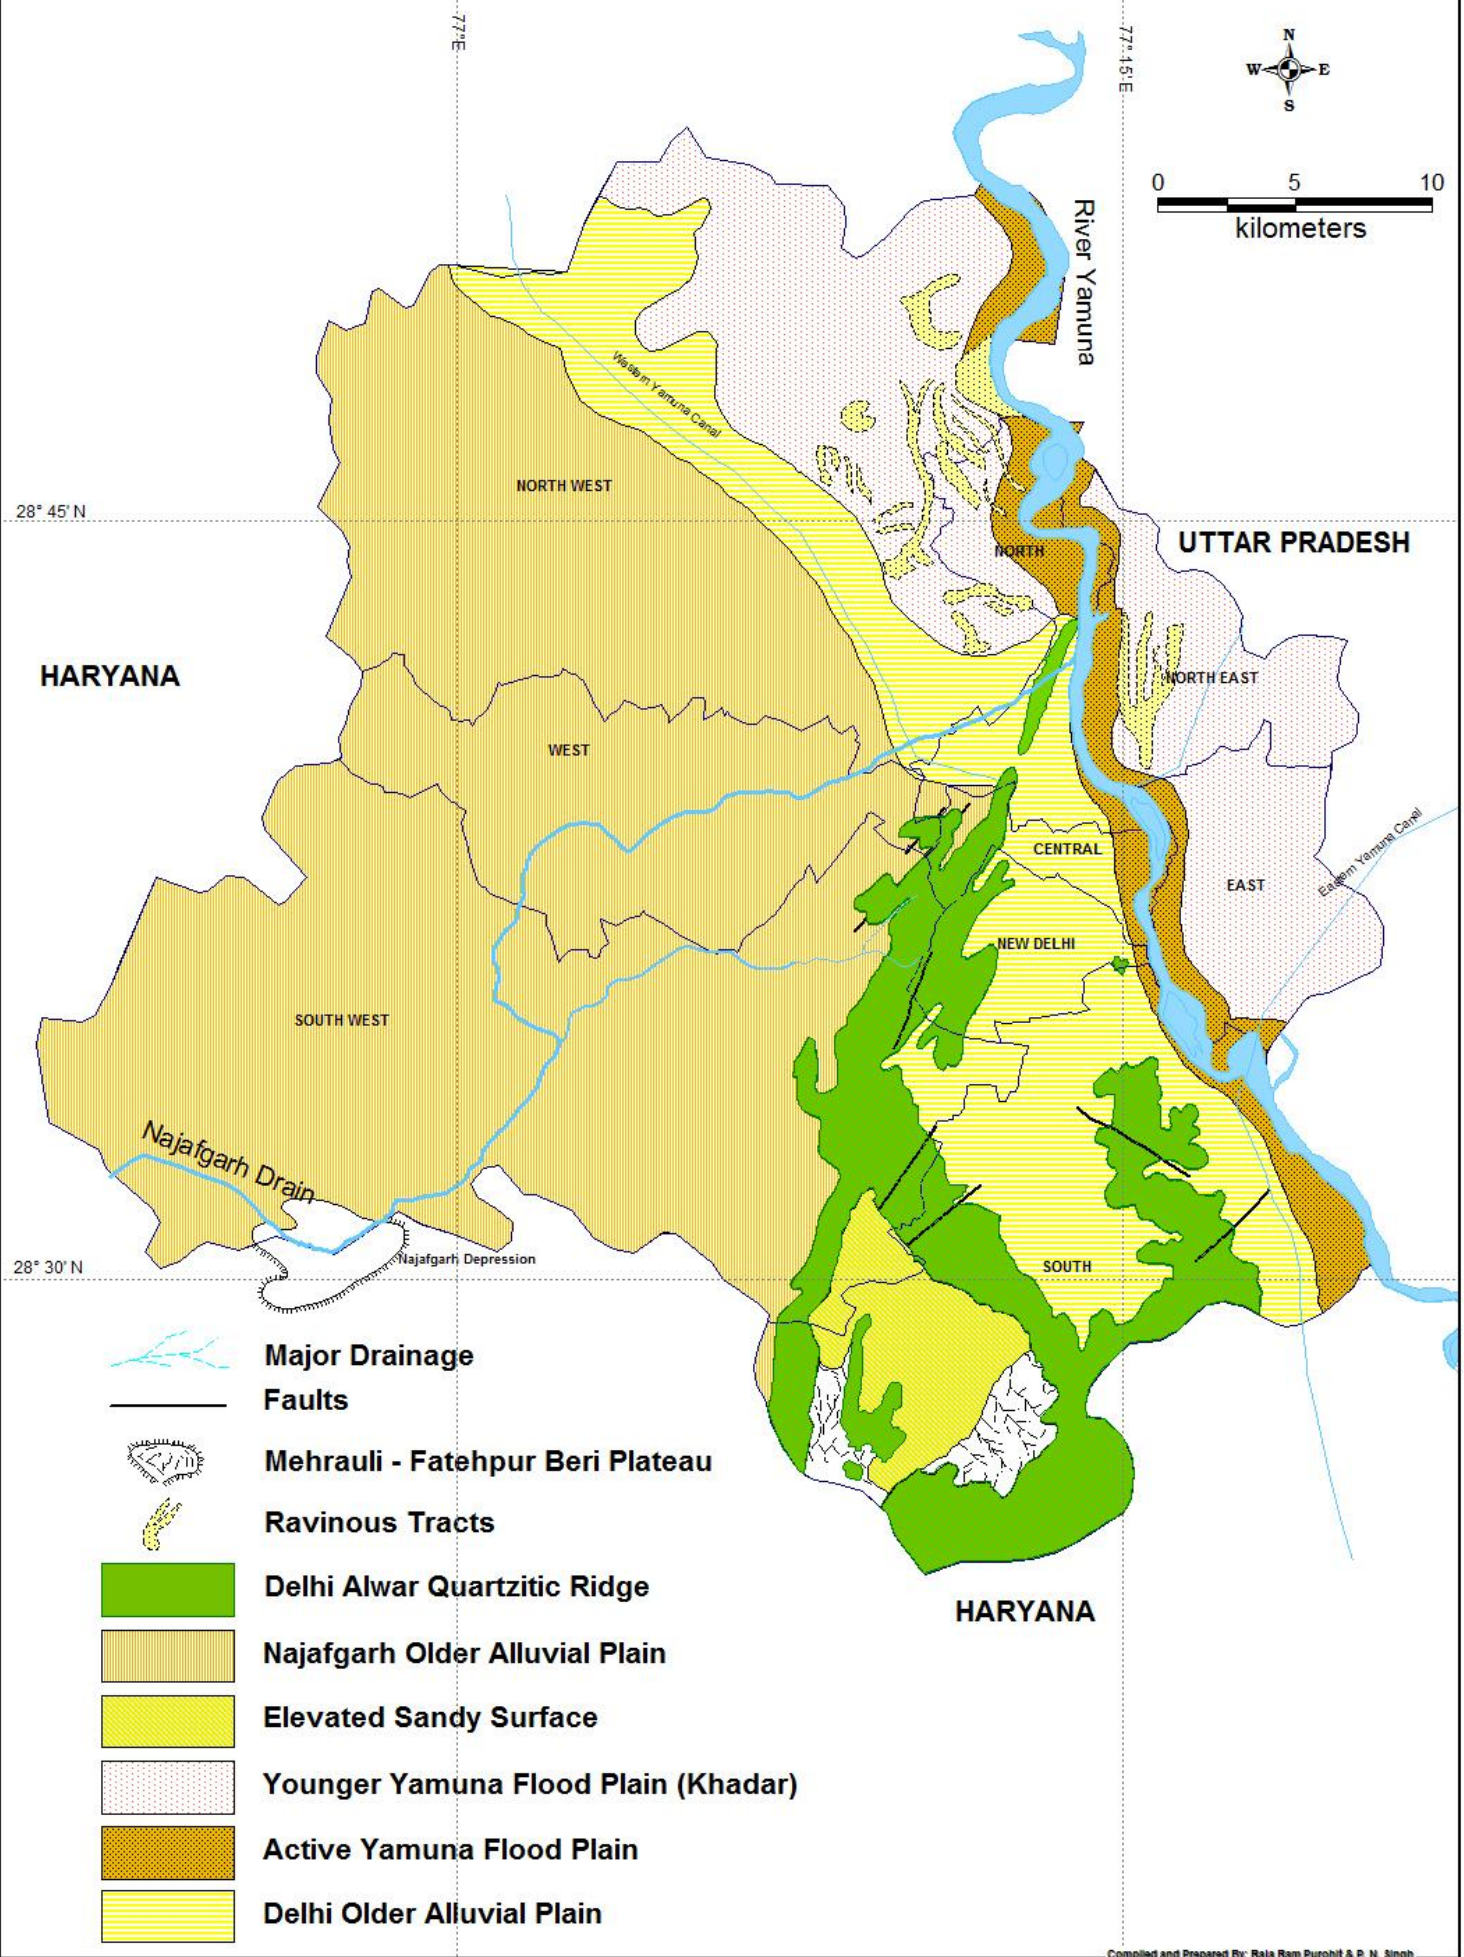 77°E
77° 15' E
N
W E
S
0 5 10
kilometers
River Yamuna
Western Yamuna Canal
NORTH WEST
28° 45' N
UTTAR PRADESH
NORTH
HARYANA
NORTH EAST
WEST
CENTRAL
Eastern Yamuna Canal
EAST
NEW DELHI
SOUTH WEST
Najafgarh Drain
Najafgarh Depression
28° 30' N
SOUTH
Major Drainage
Faults
Mehrauli - Fatehpur Beri Plateau
Ravinous Tracts
Delhi Alwar Quartzitic Ridge
HARYANA
Najafgarh Older Alluvial Plain
Elevated Sandy Surface
Younger Yamuna Flood Plain (Khadar)
Active Yamuna Flood Plain
Delhi Older Alluvial Plain
Compiled and Prepared By: Raja Ram Purohit & P. N. Singh